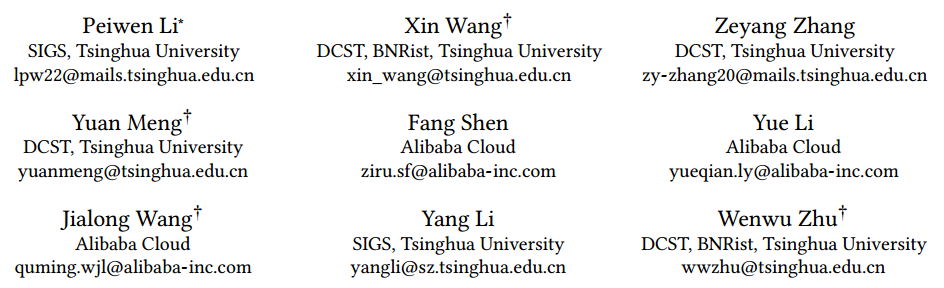 Peiwen Li*
SIGS, Tsinghua University
lpw22@mails.tsinghua.edu.cn
Xin Wang†
DCST, BNRist, Tsinghua University
xin_wang@tsinghua.edu.cn
Zeyang Zhang
DCST, Tsinghua University
zy-zhang20@mails.tsinghua.edu.cn
Yuan Meng†
DCST, Tsinghua University
yuanmeng@tsinghua.edu.cn
Fang Shen
Alibaba Cloud
ziru.sf@alibaba-inc.com
Yue Li
Alibaba Cloud
yueqian.ly@alibaba-inc.com
Jialong Wang†
Alibaba Cloud
quming.wjl@alibaba-inc.com
Yang Li
SIGS, Tsinghua University
yangli@sz.tsinghua.edu.cn
Wenwu Zhu†
DCST, BNRist, Tsinghua University
wwzhu@tsinghua.edu.cn